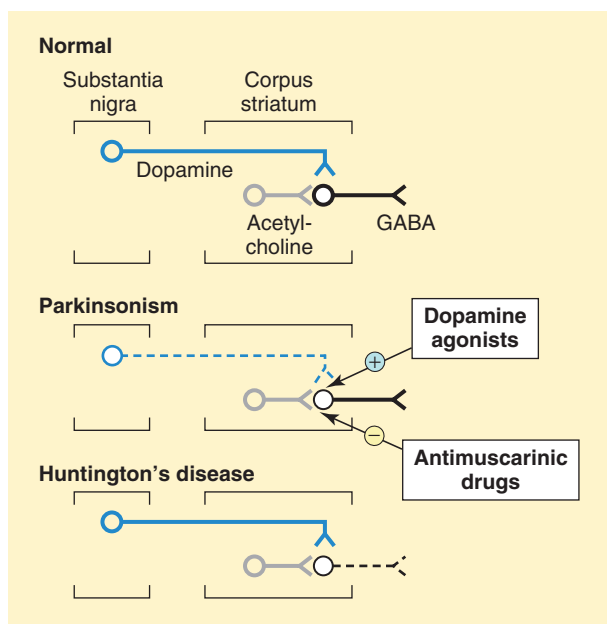 Normal
Substantia
nigra
Corpus
striatum
Dopamine
Acetyl-
choline
GABA
Parkinsonism
Dopamine
agonists
+
−
Antimuscarinic
drugs
Huntington's disease